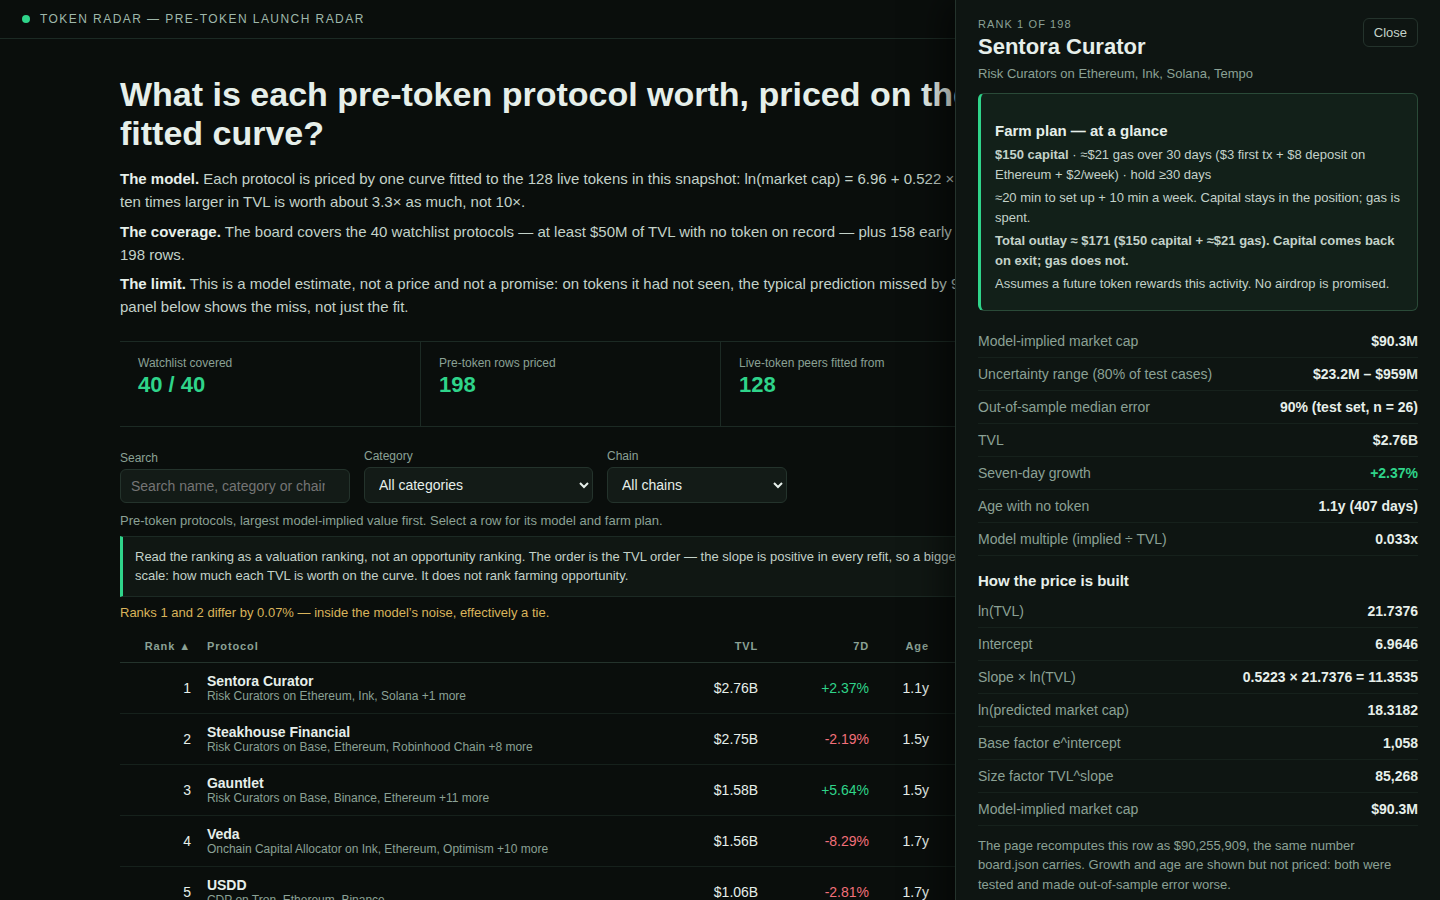 TOKEN RADAR — PRE-TOKEN LAUNCH RADAR
What is each pre-token protocol worth, priced on the
fitted curve?
The model. Each protocol is priced by one curve fitted to the 128 live tokens in this snapshot: ln(market cap) = 6.96 + 0.522 ×
ten times larger in TVL is worth about 3.3× as much, not 10×.
The coverage. The board covers the 40 watchlist protocols — at least $50M of TVL with no token on record — plus 158 early
198 rows.
The limit. This is a model estimate, not a price and not a promise: on tokens it had not seen, the typical prediction missed by 9
panel below shows the miss, not just the fit.
Watchlist covered
40 / 40
Pre-token rows priced
198
Live-token peers fitted from
128
Search
Search name, category or chain
Category
All categories
Chain
All chains
Pre-token protocols, largest model-implied value first. Select a row for its model and farm plan.
Read the ranking as a valuation ranking, not an opportunity ranking. The order is the TVL order — the slope is positive in every refit, so a bigge
scale: how much each TVL is worth on the curve. It does not rank farming opportunity.
Ranks 1 and 2 differ by 0.07% — inside the model's noise, effectively a tie.
Rank ▲ Protocol TVL 7D Age
1 Sentora Curator $2.76B +2.37% 1.1y
Risk Curators on Ethereum, Ink, Solana +1 more
2 Steakhouse Financial $2.75B -2.19% 1.5y
Risk Curators on Base, Ethereum, Robinhood Chain +8 more
3 Gauntlet $1.58B +5.64% 1.5y
Risk Curators on Base, Binance, Ethereum +11 more
4 Veda $1.56B -8.29% 1.7y
Onchain Capital Allocator on Ink, Ethereum, Optimism +10 more
5 USDD $1.06B -2.81% 1.7y
CDP on Tron, Ethereum, Binance
RANK 1 OF 198
Sentora Curator
Close
Risk Curators on Ethereum, Ink, Solana, Tempo
Farm plan — at a glance
$150 capital · ≈$21 gas over 30 days ($3 first tx + $8 deposit on
Ethereum + $2/week) · hold ≥30 days
≈20 min to set up + 10 min a week. Capital stays in the position; gas is
spent.
Total outlay ≈ $171 ($150 capital + ≈$21 gas). Capital comes back
on exit; gas does not.
Assumes a future token rewards this activity. No airdrop is promised.
Model-implied market cap $90.3M
Uncertainty range (80% of test cases) $23.2M – $959M
Out-of-sample median error 90% (test set, n = 26)
TVL $2.76B
Seven-day growth +2.37%
Age with no token 1.1y (407 days)
Model multiple (implied ÷ TVL) 0.033x
How the price is built
ln(TVL) 21.7376
Intercept 6.9646
Slope × ln(TVL) 0.5223 × 21.7376 = 11.3535
ln(predicted market cap) 18.3182
Base factor e^intercept 1,058
Size factor TVL^slope 85,268
Model-implied market cap $90.3M
The page recomputes this row as $90,255,909, the same number
board.json carries. Growth and age are shown but not priced: both were
tested and made out-of-sample error worse.